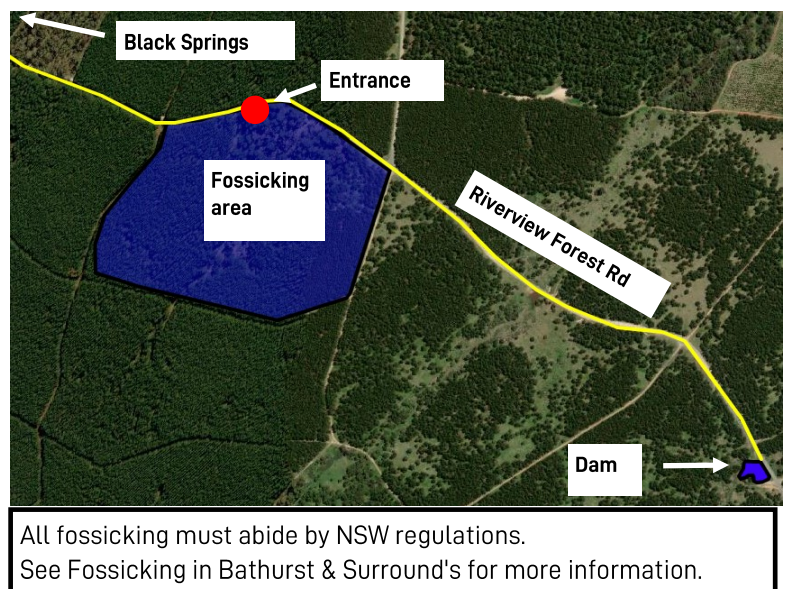 Black Springs
Entrance
Fossicking
area
Riverview Forest Rd
Dam
All fossicking must abide by NSW regulations.
See Fossicking in Bathurst & Surround's for more information.